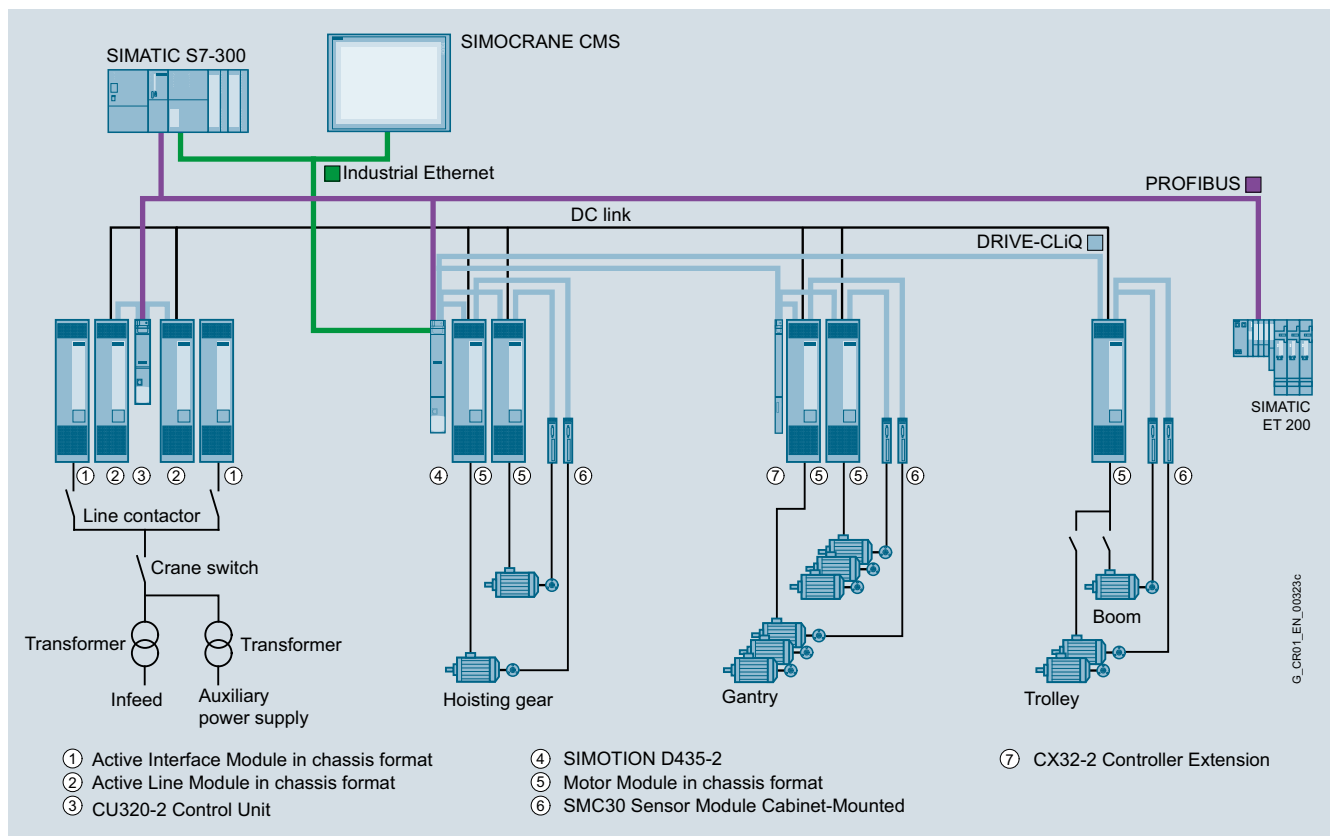 SIMATIC S7-300
SIMOCRANE CMS
Industrial Ethernet
PROFIBUS
DC link
DRIVE-CLiQ
SIMATIC
ET 200
① ② ③ ② ① ④ ⑤ ⑤ ⑥ ⑦ ⑤ ⑤ ⑥ ⑤ ⑥
Line contactor
Crane switch
Transformer
Transformer
Infeed
Auxiliary
power supply
Hoisting gear
Gantry
Boom
Trolley
G_CR01_EN_00323c
① Active Interface Module in chassis format
② Active Line Module in chassis format
③ CU320-2 Control Unit
④ SIMOTION D435-2
⑤ Motor Module in chassis format
⑥ SMC30 Sensor Module Cabinet-Mounted
⑦ CX32-2 Controller Extension